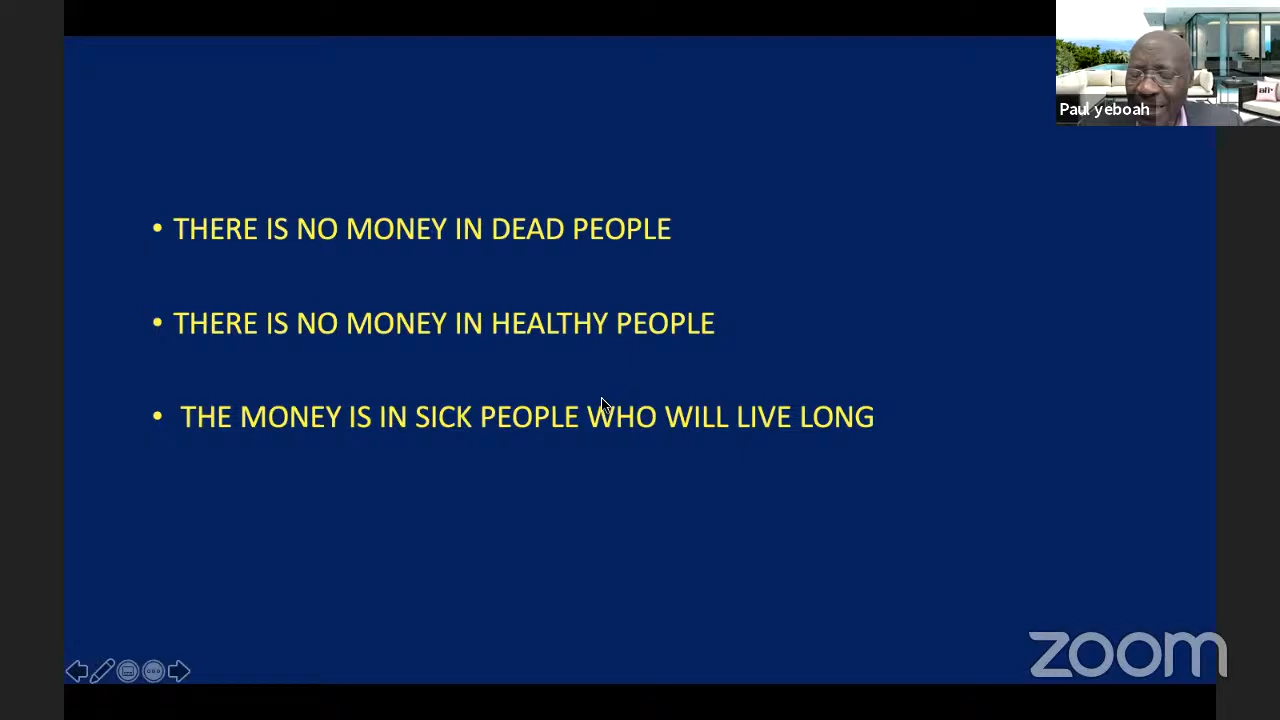 afr
Paul yeboah
• THERE IS NO MONEY IN DEAD PEOPLE
• THERE IS NO MONEY IN HEALTHY PEOPLE
• THE MONEY IS IN SICK PEOPLE WHO WILL LIVE LONG
zoom